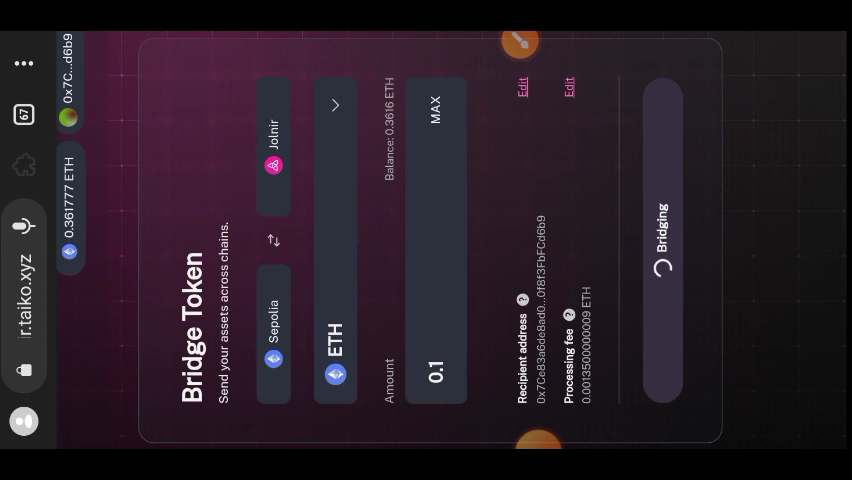 67
ir.taiko.xyz
0.361777 ETH
0x7C...d6b9
Bridge Token
Send your assets across chains.
Sepolia
Jolnir
ETH
Amount
Balance: 0.3616 ETH
0.1
MAX
Recipient address ?
Edit
0x7Ce83a6de8ad0...0f8f3FbFCd6b9
Processing fee ?
Edit
0.00135000000009 ETH
Bridging